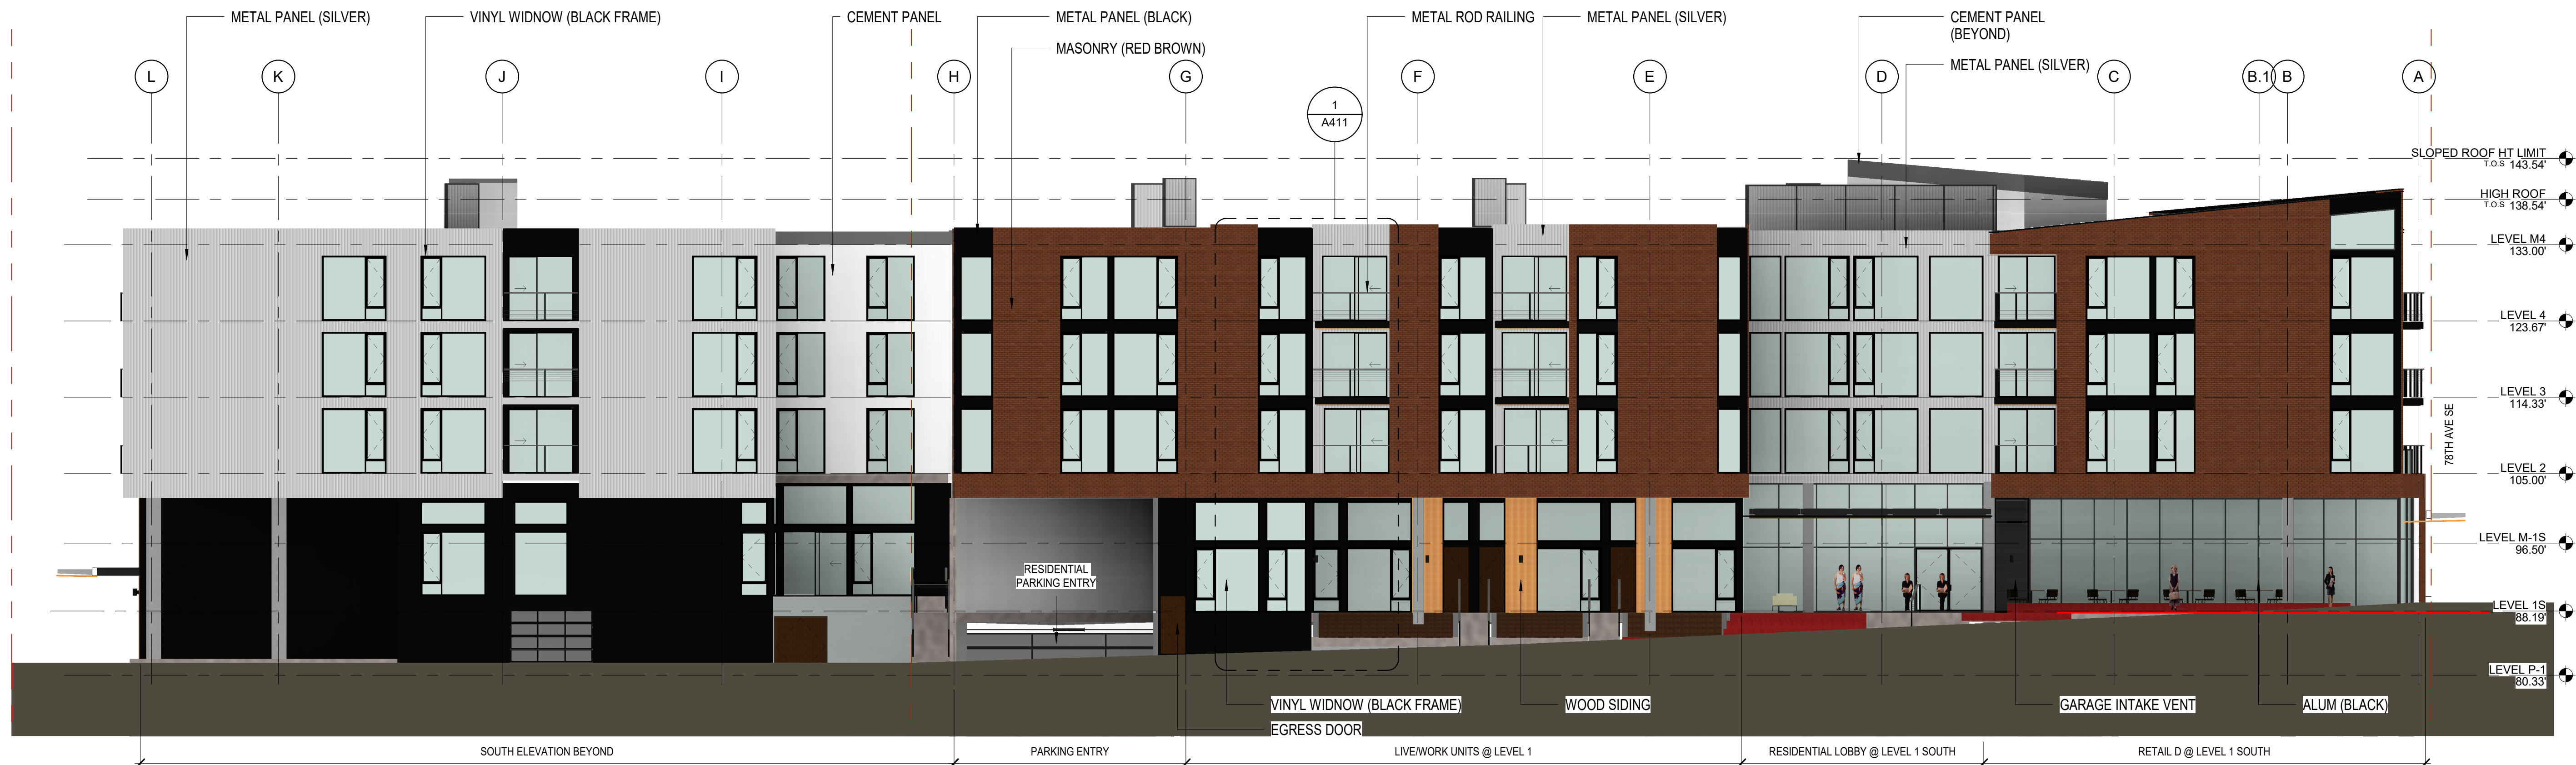 METAL PANEL (SILVER)
VINYL WIDNOW (BLACK FRAME)
CEMENT PANEL
METAL PANEL (BLACK)
METAL ROD RAILING
METAL PANEL (SILVER)
CEMENT PANEL
(BEYOND)
MASONRY (RED BROWN)
METAL PANEL (SILVER)
L
K
J
I
H
G
F
E
D
C
B.1
B
A
1
A411
SLOPED ROOF HT LIMIT
T.O.S 143.54'
HIGH ROOF
T.O.S 138.54'
LEVEL M4
133.00'
LEVEL 4
123.67'
LEVEL 3
114.33'
78TH AVE SE
LEVEL 2
105.00'
LEVEL M-1S
96.50'
RESIDENTIAL
PARKING ENTRY
LEVEL 1S
88.19'
LEVEL P-1
80.33'
VINYL WIDNOW (BLACK FRAME)
WOOD SIDING
GARAGE INTAKE VENT
ALUM (BLACK)
EGRESS DOOR
SOUTH ELEVATION BEYOND
PARKING ENTRY
LIVE/WORK UNITS @ LEVEL 1
RESIDENTIAL LOBBY @ LEVEL 1 SOUTH
RETAIL D @ LEVEL 1 SOUTH